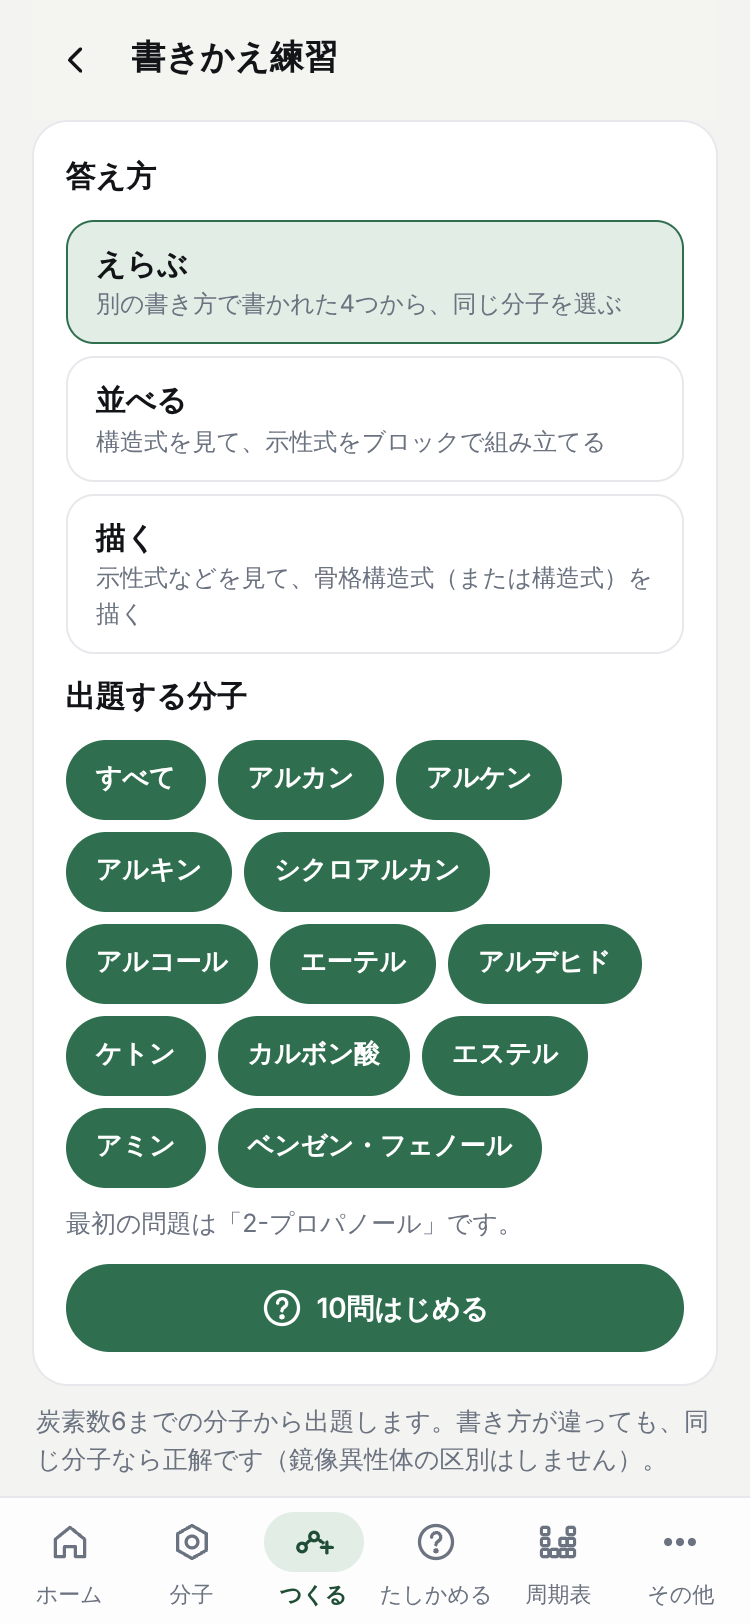 書きかえ練習
答え方
えらぶ
別の書き方で書かれた4つから、同じ分子を選ぶ
並べる
構造式を見て、示性式をブロックで組み立てる
描く
示性式などを見て、骨格構造式（または構造式）を
描く
出題する分子
すべて アルカン アルケン
アルキン シクロアルカン
アルコール エーテル アルデヒド
ケトン カルボン酸 エステル
アミン ベンゼン・フェノール
最初の問題は「2-プロパノール」です。
10問はじめる
炭素数6までの分子から出題します。書き方が違っても、同
じ分子なら正解です（鏡像異性体の区別はしません）。
ホーム 分子 つくる たしかめる 周期表 その他